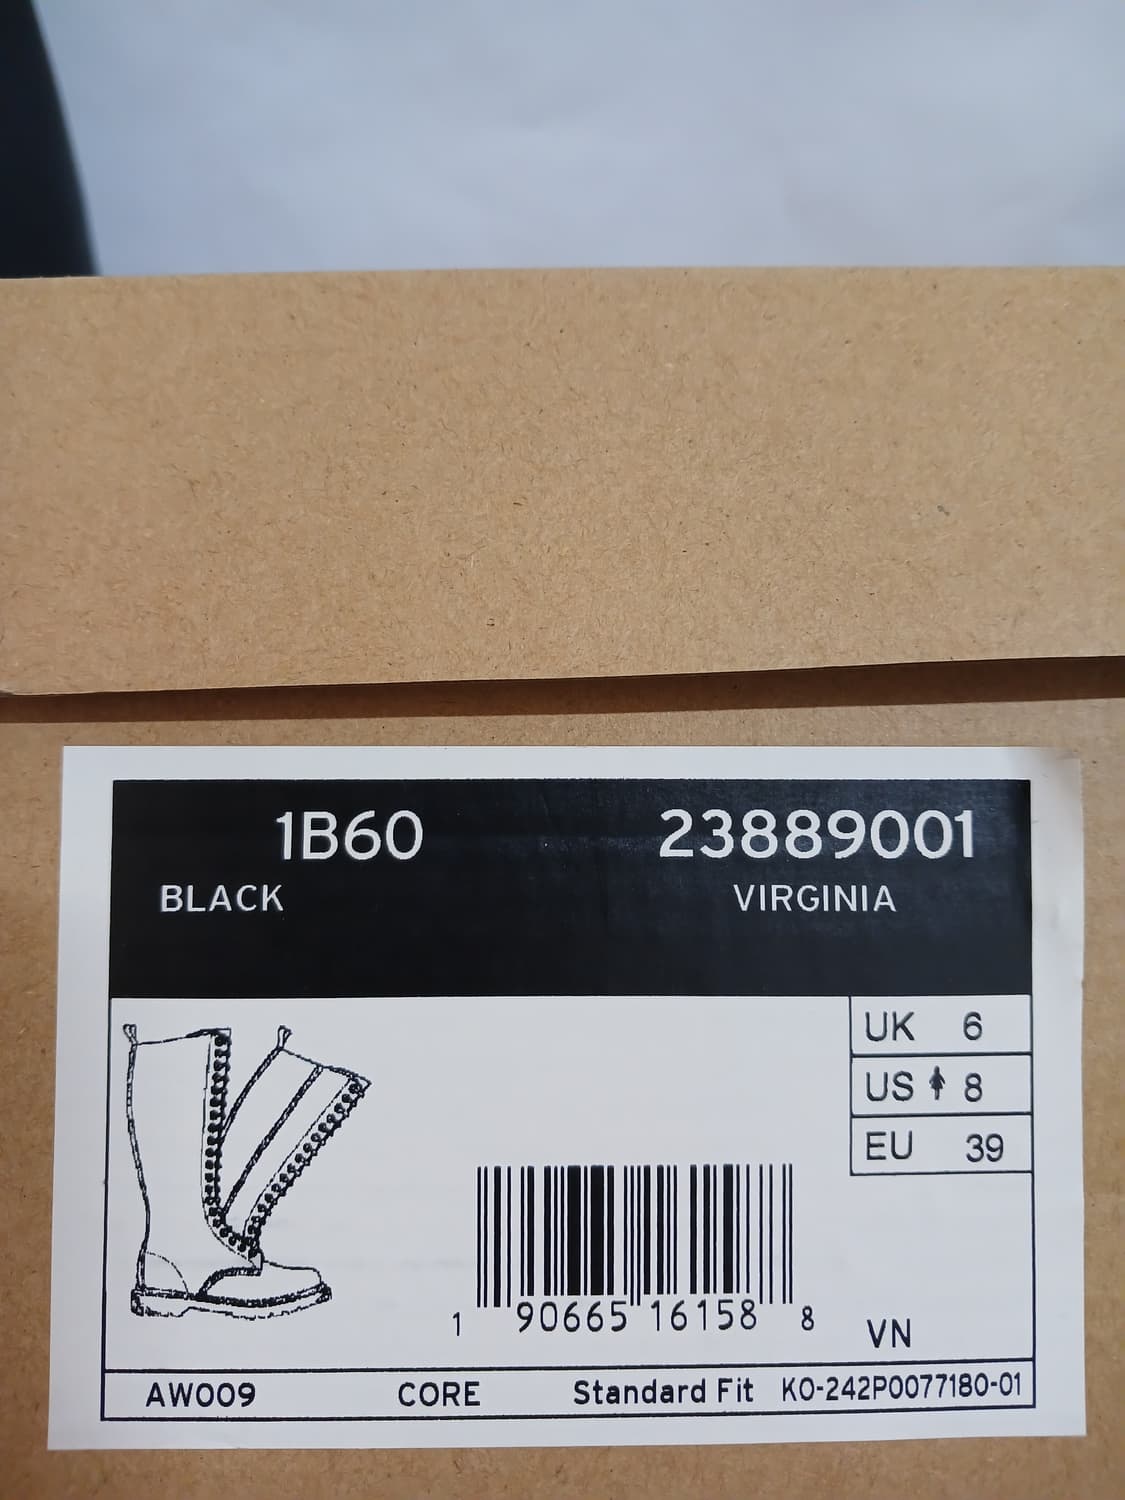 1B60 23889001
BLACK VIRGINIA
UK 6
US 8
EU 39
1 90665 16158 8
VN
AW009 CORE Standard Fit KO-242P0077180-01